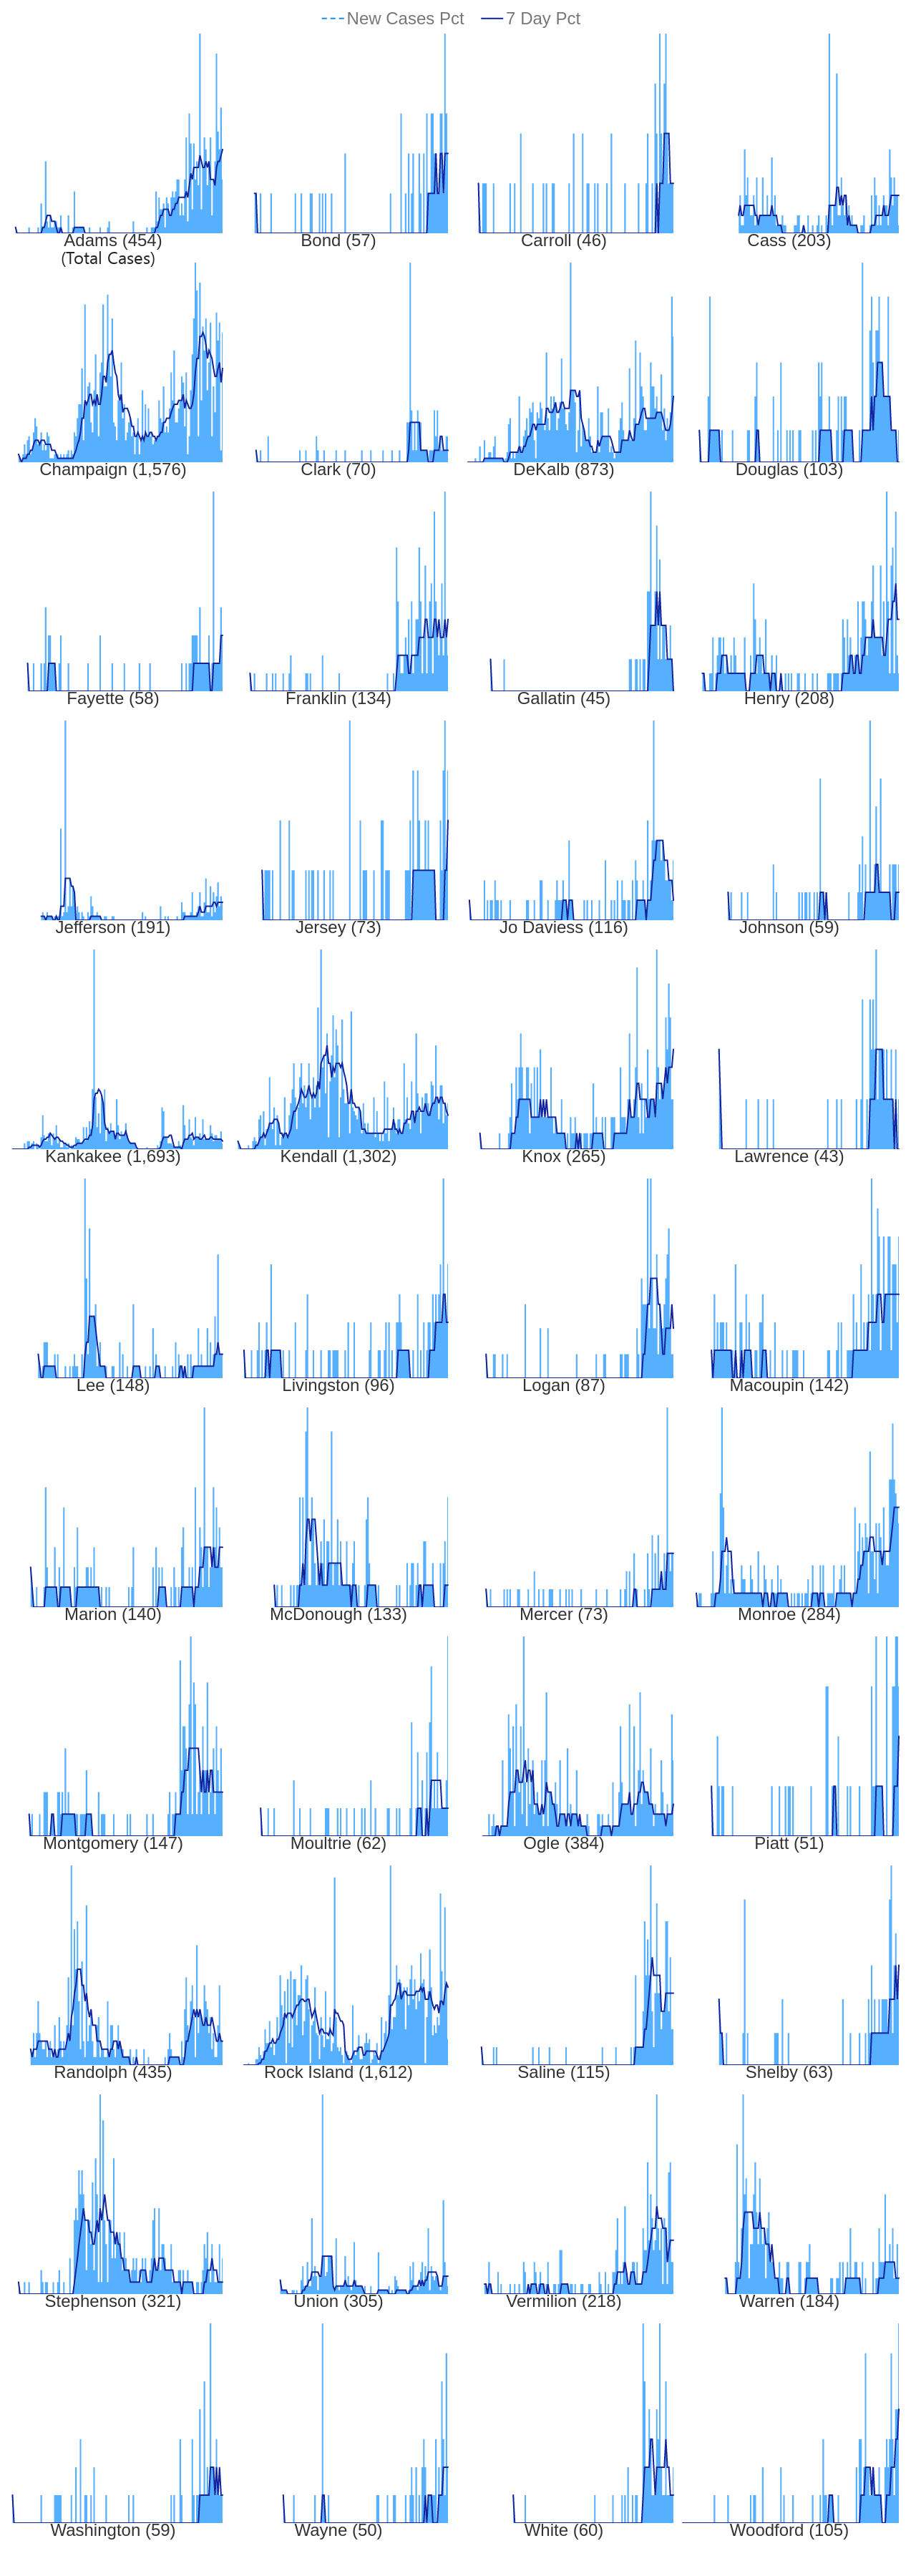 New Cases Pct 7 Day Pct
Adams (454) Bond (57) Carroll (46) Cass (203)
(Total Cases)
Champaign (1,576) Clark (70) DeKalb (873) Douglas (103)
Fayette (58) Franklin (134) Gallatin (45) Henry (208)
Jefferson (191) Jersey (73) Jo Daviess (116) Johnson (59)
Kankakee (1,693) Kendall (1,302) Knox (265) Lawrence (43)
Lee (148) Livingston (96) Logan (87) Macoupin (142)
Marion (140) McDonough (133) Mercer (73) Monroe (284)
Montgomery (147) Moultrie (62) Ogle (384) Piatt (51)
Randolph (435) Rock Island (1,612) Saline (115) Shelby (63)
Stephenson (321) Union (305) Vermilion (218) Warren (184)
Washington (59) Wayne (50) White (60) Woodford (105)